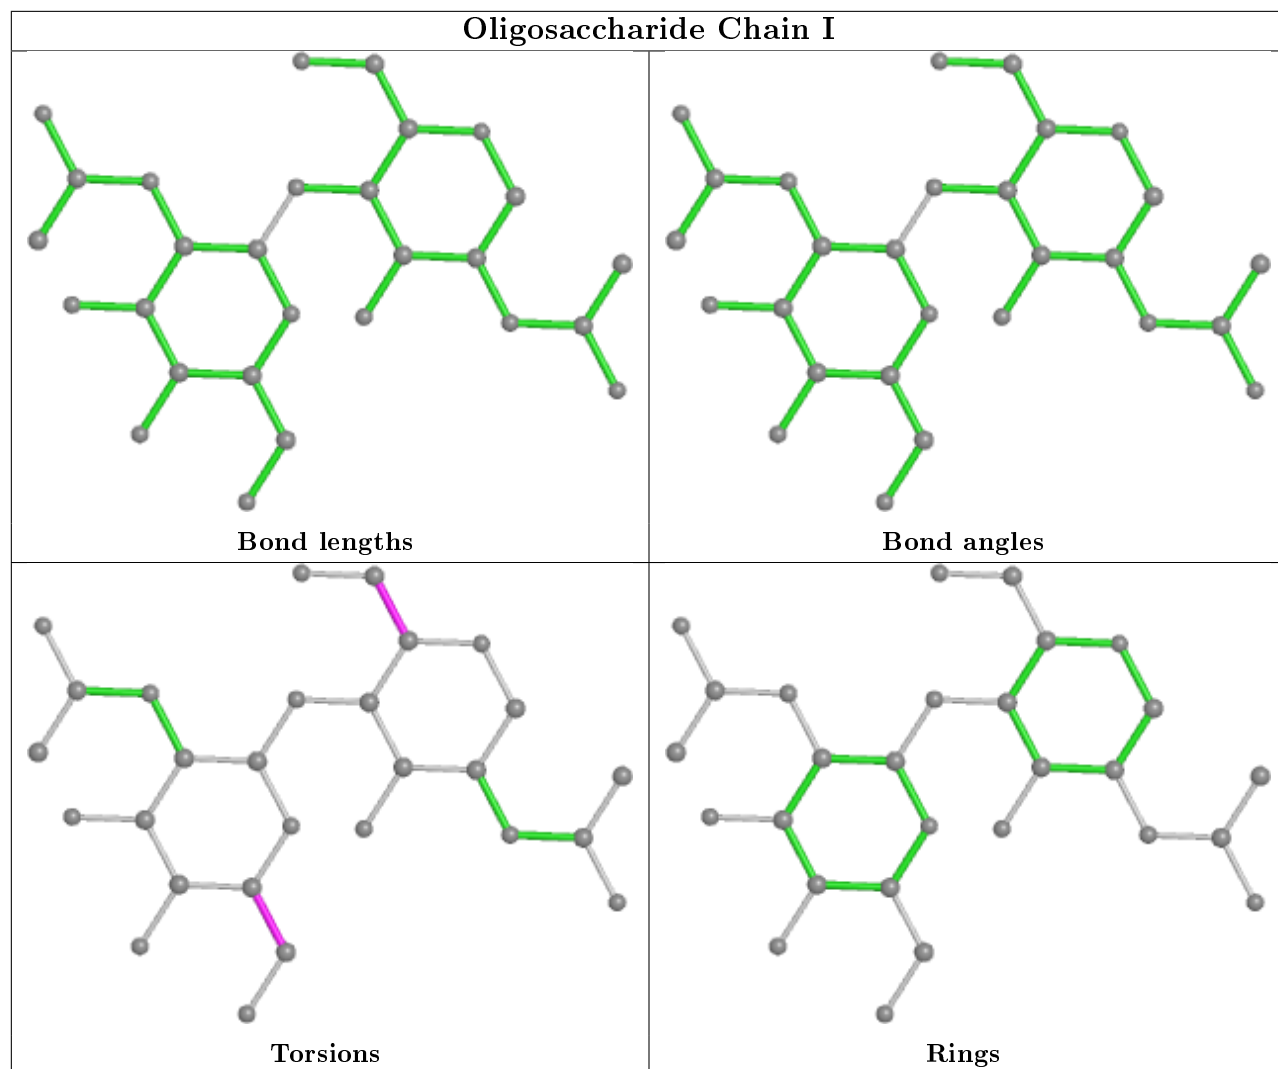 Oligosaccharide Chain I
Bond lengths
Bond angles
Torsions
Rings